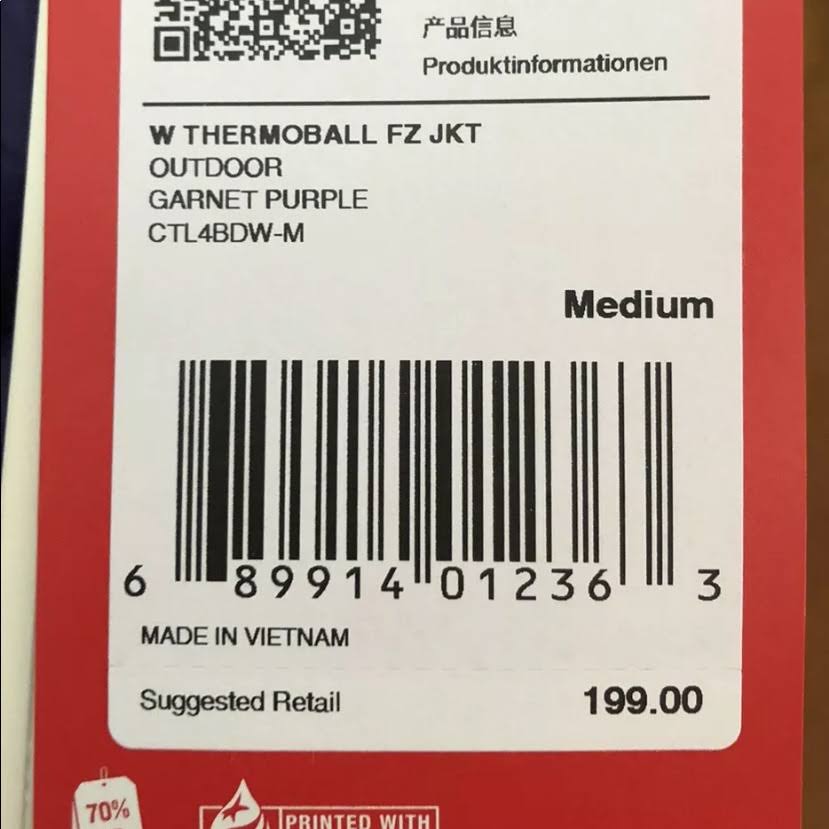 产品信息
Produktinformationen
W THERMOBALL FZ JKT
OUTDOOR
GARNET PURPLE
CTL4BDW-M
Medium
6 89914 01236 3
MADE IN VIETNAM
Suggested Retail 199.00
70%
PRINTED WITH